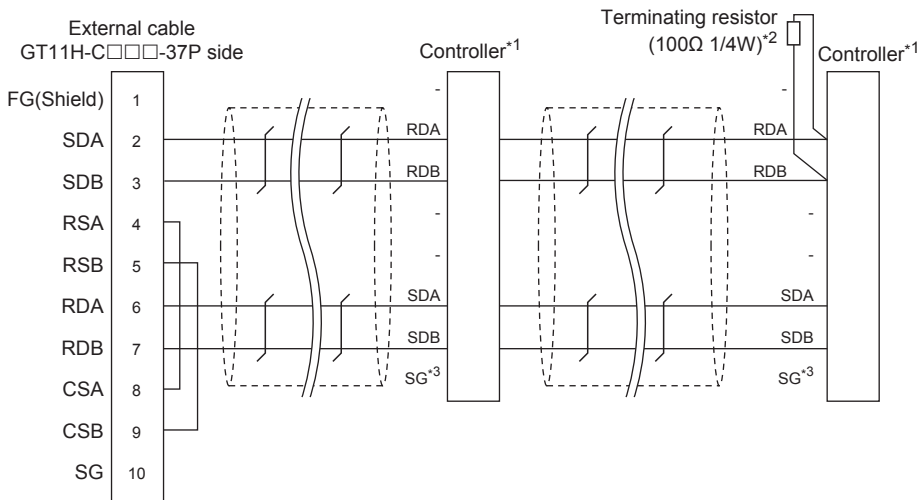 External cable
GT11H-C□□□-37P side
Controller*1
Terminating resistor
(100Ω 1/4W)*2
Controller*1
FG(Shield) 1 - -
SDA 2 RDA RDA
SDB 3 RDB RDB
RSA 4 - -
RSB 5 - -
RDA 6 SDA SDA
RDB 7 SDB SDB
CSA 8 SG*3 SG*3
CSB 9
SG 10